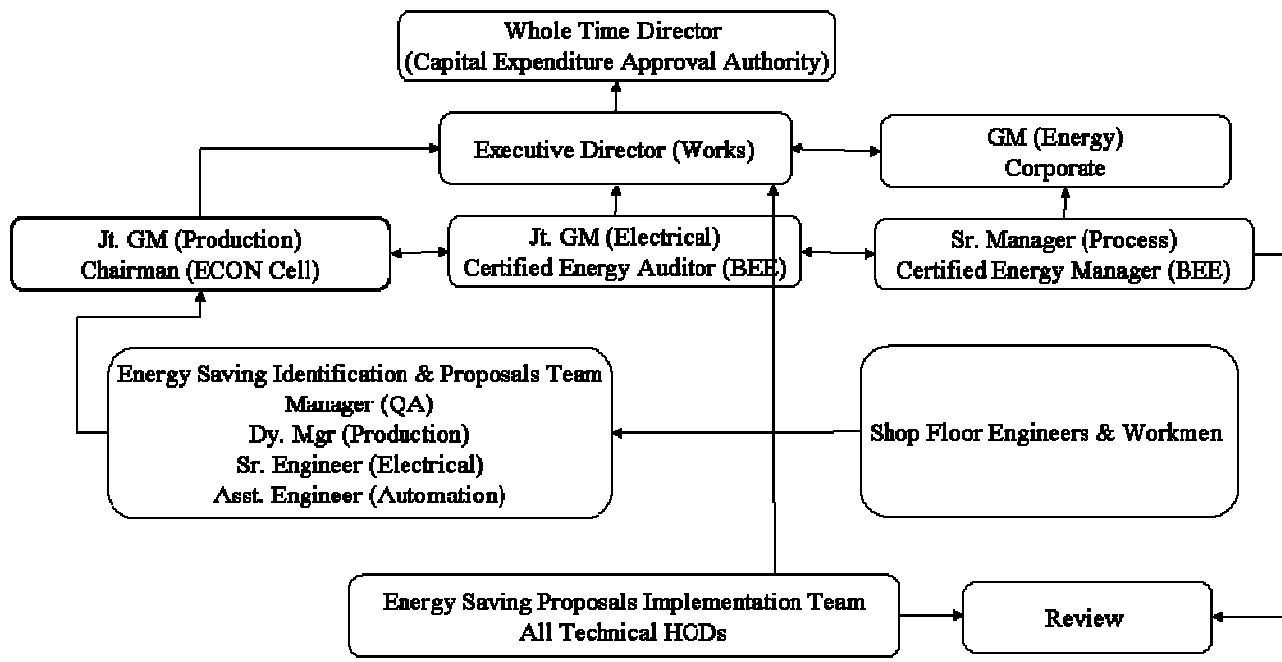 Whole Time Director
(Capital Expenditure Approval Authority)
Executive Director (Works)
GM (Energy)
Corporate
Jt. GM (Production)
Chairman (ECON Cell)
Jt. GM (Electrical)
Certified Energy Auditor (BEE)
Sr. Manager (Process)
Certified Energy Manager (BEE)
Energy Saving Identification & Proposals Team
Manager (QA)
Dy. Mgr (Production)
Sr. Engineer (Electrical)
Asst. Engineer (Automation)
Shop Floor Engineers & Workmen
Energy Saving Proposals Implementation Team
All Technical HODs
Review